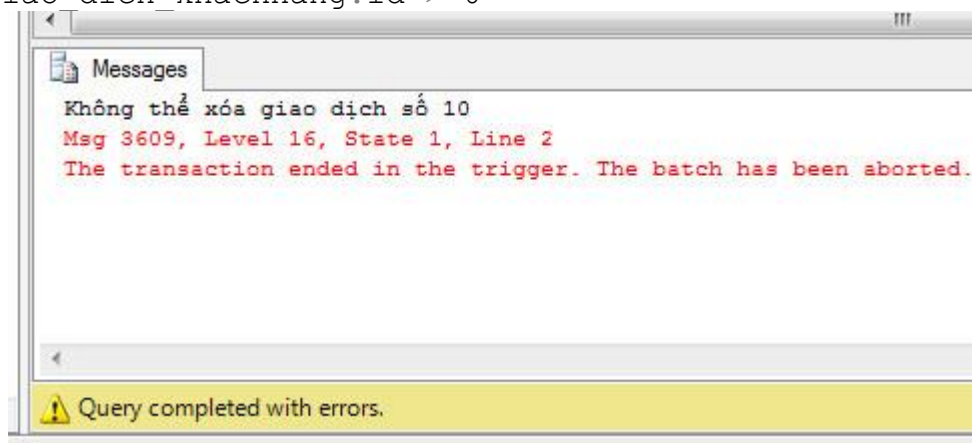 Messages
Không thể xóa giao dịch số 10
Msg 3609, Level 16, State 1, Line 2
The transaction ended in the trigger. The batch has been aborted.
Query completed with errors.